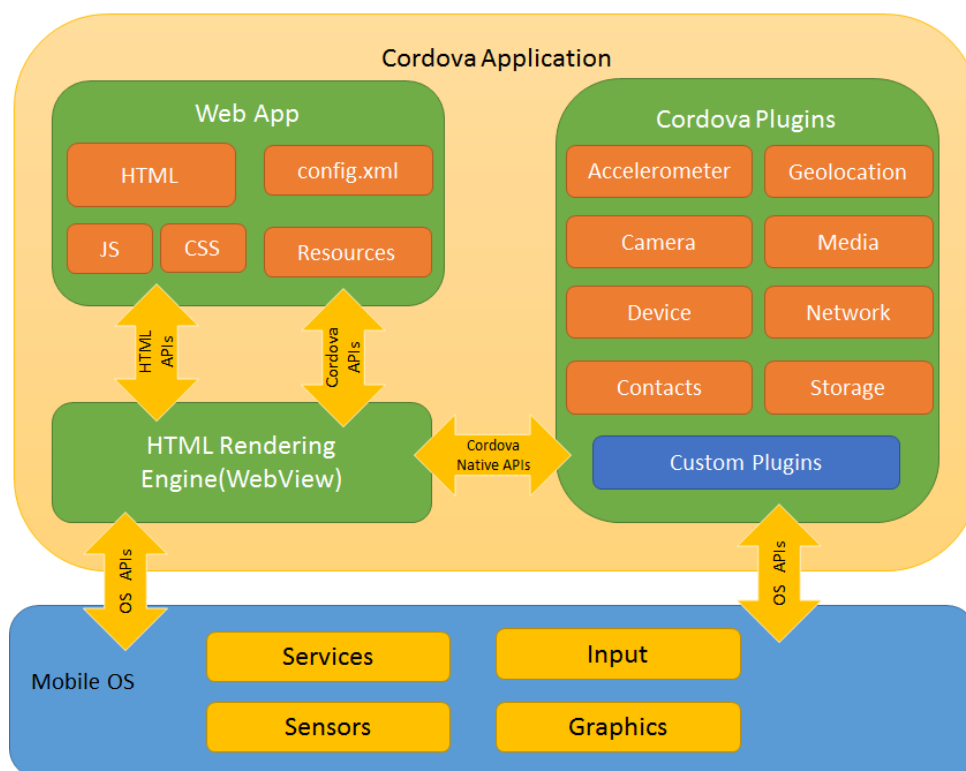 Cordova Application
Web App
HTML
config.xml
JS
CSS
Resources
HTML
APIs
Cordova
APIs
HTML Rendering
Engine(WebView)
Cordova
Native APIs
Cordova Plugins
Accelerometer
Geolocation
Camera
Media
Device
Network
Contacts
Storage
Custom Plugins
OS APIs
OS APIs
Mobile OS
Services
Input
Sensors
Graphics